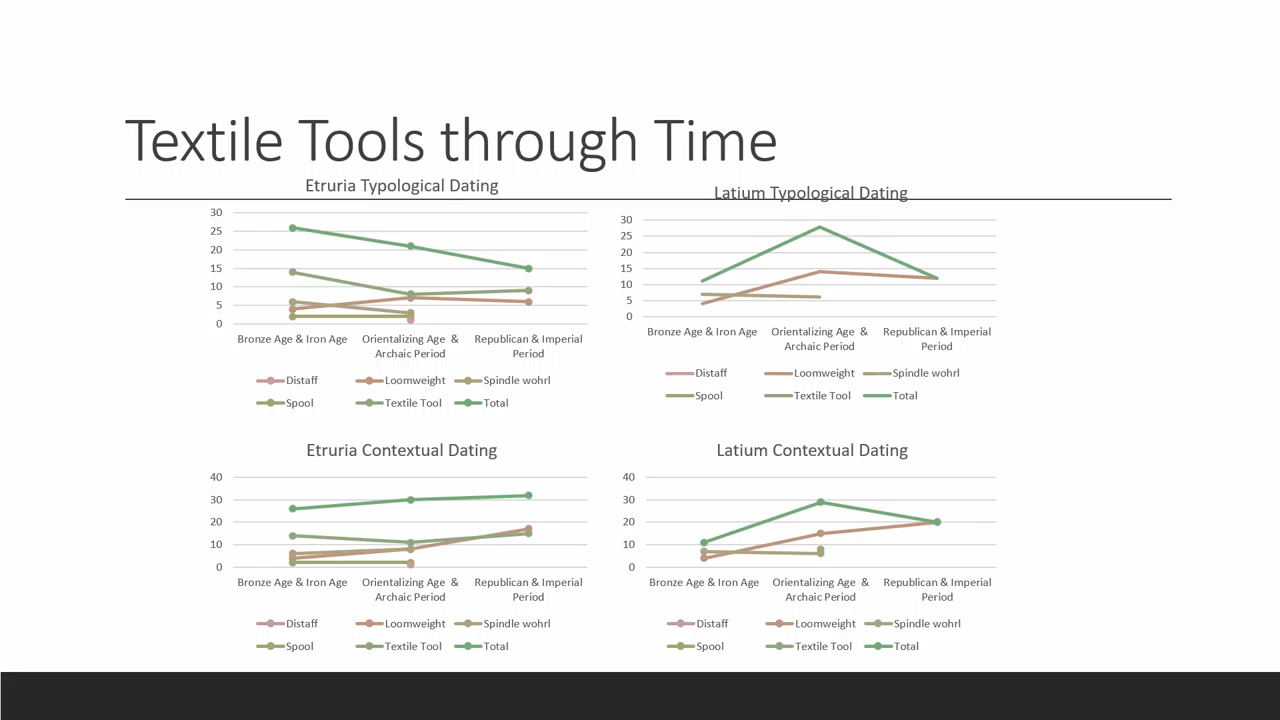 Textile Tools through Time
Etruria Typological Dating
30
25
20
15
10
5
0
Bronze Age & Iron Age
Orientalizing Age &
Archaic Period
Republican & Imperial
Period
Distaff
Loomweight
Spindle wohrl
Spool
Textile Tool
Total
Latium Typological Dating
30
25
20
15
10
5
0
Bronze Age & Iron Age
Orientalizing Age &
Archaic Period
Republican & Imperial
Period
Distaff
Loomweight
Spindle wohrl
Spool
Textile Tool
Total
Etruria Contextual Dating
40
30
20
10
0
Bronze Age & Iron Age
Orientalizing Age &
Archaic Period
Republican & Imperial
Period
Distaff
Loomweight
Spindle wohrl
Spool
Textile Tool
Total
Latium Contextual Dating
40
30
20
10
0
Bronze Age & Iron Age
Orientalizing Age &
Archaic Period
Republican & Imperial
Period
Distaff
Loomweight
Spindle wohrl
Spool
Textile Tool
Total